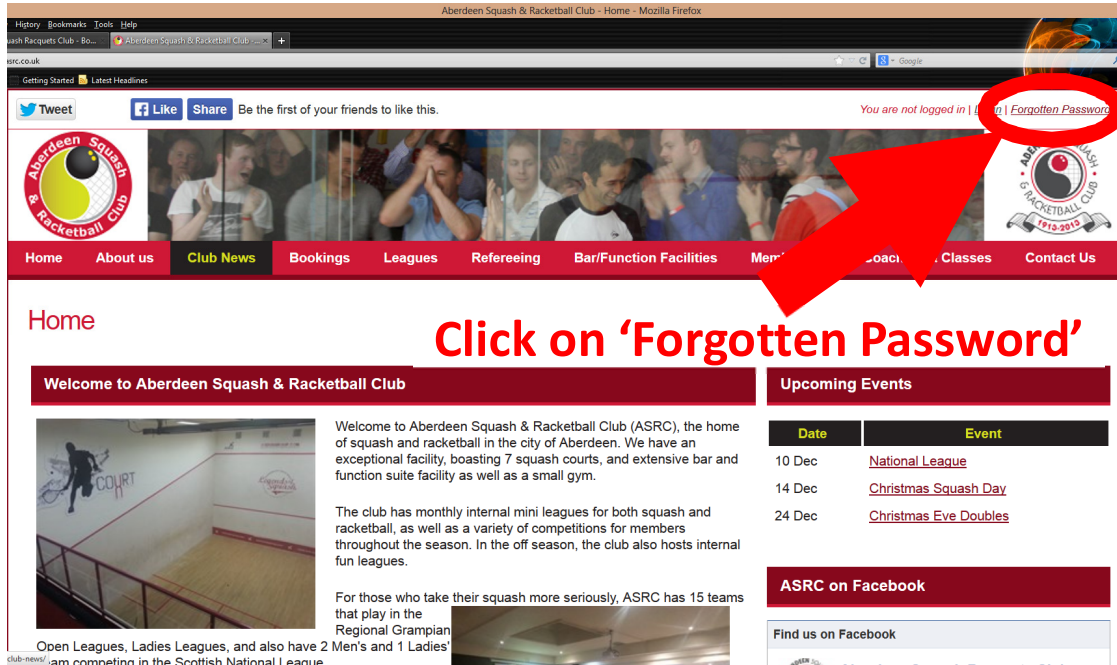 Aberdeen Squash & Racketball Club - Home - Mozilla Firefox
History Bookmarks Tools Help
uash Racquets Club - Bo... Aberdeen Squash & Racketball Club - ... × +
asrc.co.uk
Google
Getting Started Latest Headlines
Tweet Like Share Be the first of your friends to like this.
You are not logged in | | Forgotten Password
Aberdeen Squash & Racketball Club
SQUASH & RACKETBALL CLUB
1913-2013
Home About us Club News Bookings Leagues Refereeing Bar/Function Facilities Classes Contact Us
Home
Click on ‘Forgotten Password’
Welcome to Aberdeen Squash & Racketball Club
Upcoming Events
COURT
Welcome to Aberdeen Squash & Racketball Club (ASRC), the home
of squash and racketball in the city of Aberdeen. We have an
exceptional facility, boasting 7 squash courts, and extensive bar and
function suite facility as well as a small gym.
The club has monthly internal mini leagues for both squash and
racketball, as well as a variety of competitions for members
throughout the season. In the off season, the club also hosts internal
fun leagues.
For those who take their squash more seriously, ASRC has 15 teams
that play in the
Regional Grampian
Open Leagues, Ladies Leagues, and also have 2 Men's and 1 Ladies'
am competing in the Scottish National League
club-news/
Date Event
10 Dec National League
14 Dec Christmas Squash Day
24 Dec Christmas Eve Doubles
ASRC on Facebook
Find us on Facebook